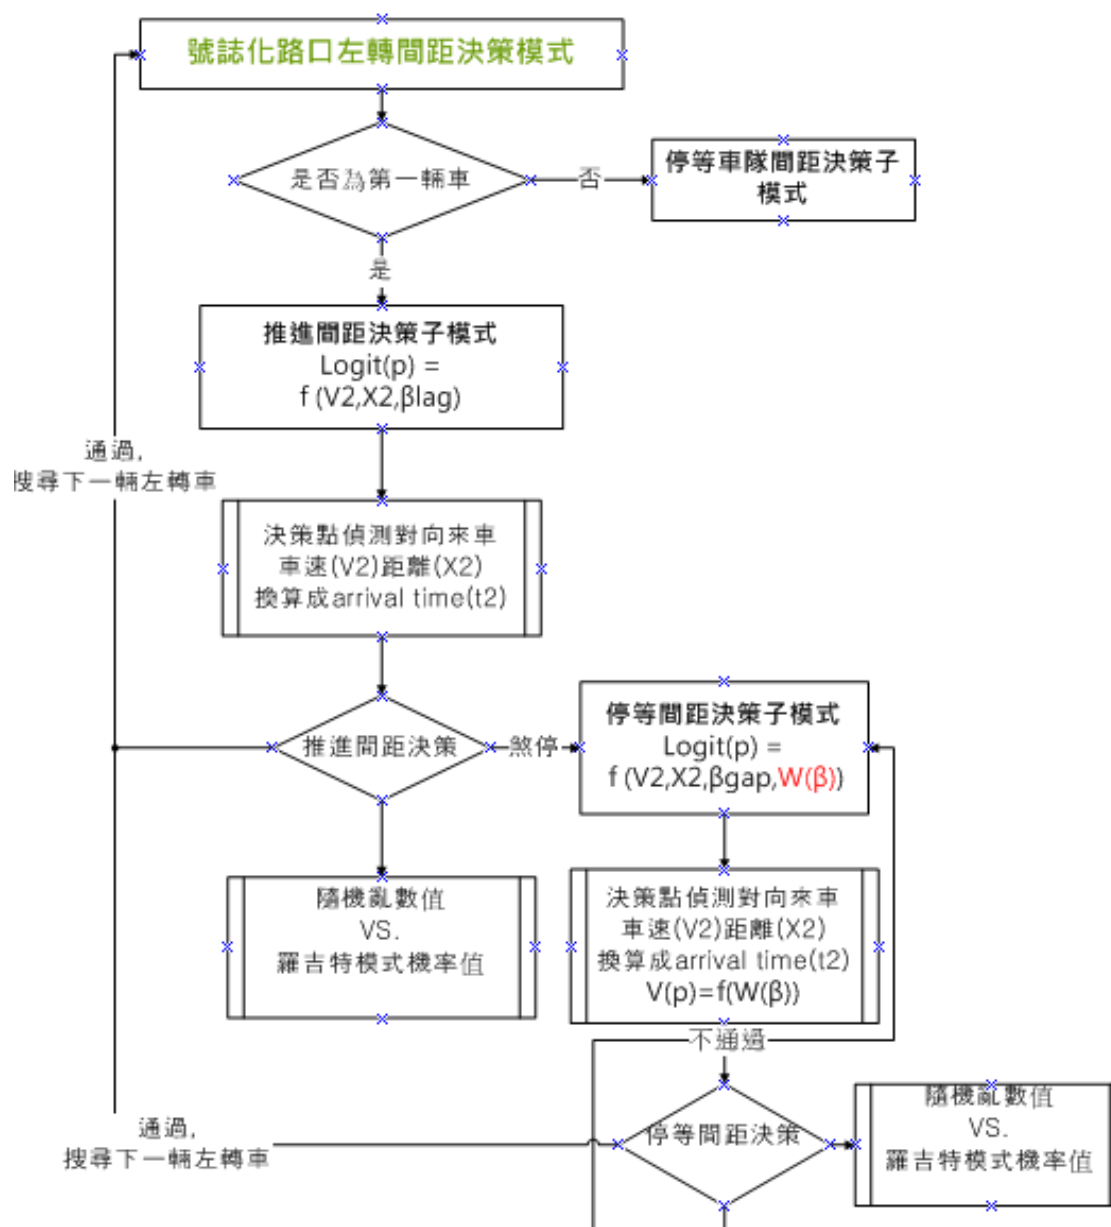 號誌化路口左轉間距決策模式
是否為第一輛車
否
停等車隊間距決策子
模式
是
推進間距決策子模式
Logit(p) =
f (V2,X2,βlag)
通過,
搜尋下一輛左轉車
決策點偵測對向來車
車速(V2)距離(X2)
換算成arrival time(t2)
推進間距決策
煞停
停等間距決策子模式
Logit(p) =
f (V2,X2,βgap,W(β))
隨機亂數值
VS.
羅吉特模式機率值
決策點偵測對向來車
車速(V2)距離(X2)
換算成arrival time(t2)
V(p)=f(W(β))
不通過
停等間距決策
通過,
搜尋下一輛左轉車
隨機亂數值
VS.
羅吉特模式機率值